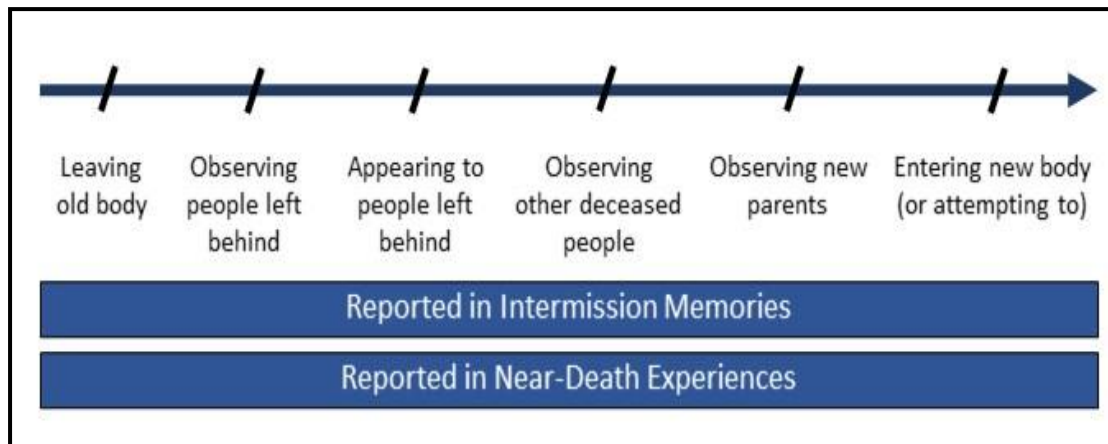 Leaving
old body
Observing
people left
behind
Appearing to
people left
behind
Observing
other deceased
people
Observing new
parents
Entering new body
(or attempting to)
Reported in Intermission Memories
Reported in Near-Death Experiences